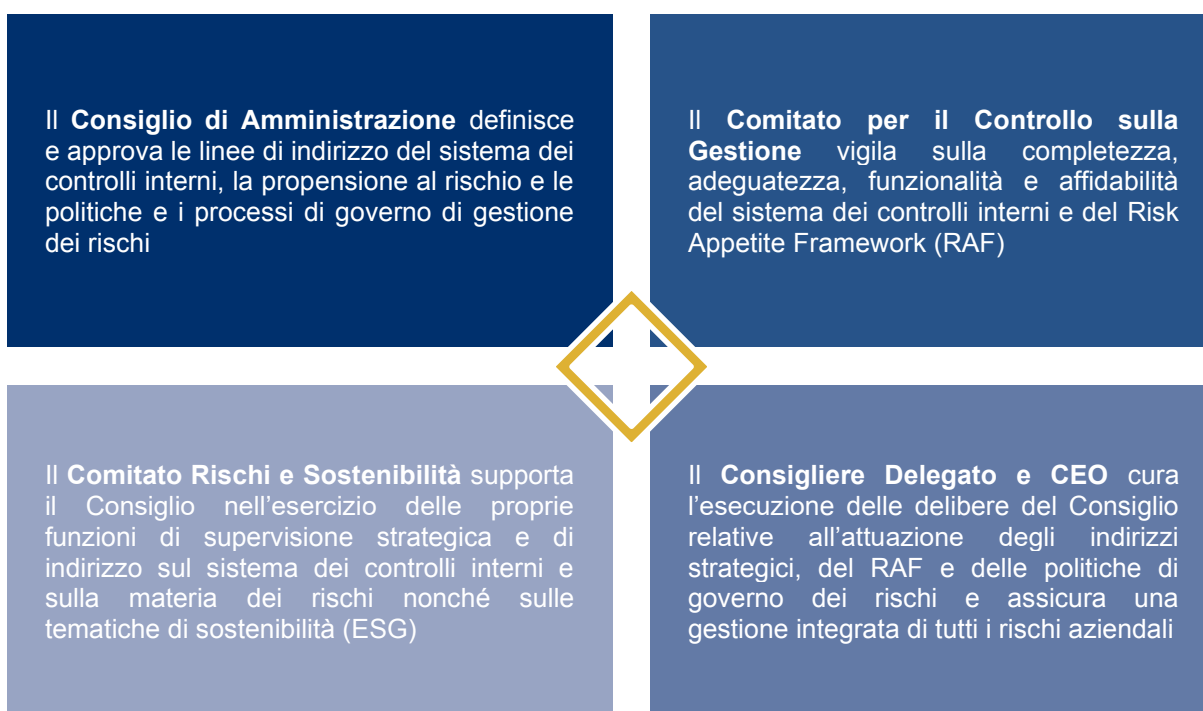 Il Consiglio di Amministrazione definisce
e approva le linee di indirizzo del sistema dei
controlli interni, la propensione al rischio e le
politiche e i processi di governo di gestione
dei rischi
Il Comitato per il Controllo sulla
Gestione vigila sulla completezza,
adeguatezza, funzionalità e affidabilità
del sistema dei controlli interni e del Risk
Appetite Framework (RAF)
Il Comitato Rischi e Sostenibilità supporta
il Consiglio nell’esercizio delle proprie
funzioni di supervisione strategica e di
indirizzo sul sistema dei controlli interni e
sulla materia dei rischi nonché sulle
tematiche di sostenibilità (ESG)
Il Consigliere Delegato e CEO cura
l’esecuzione delle delibere del Consiglio
relative all’attuazione degli indirizzi
strategici, del RAF e delle politiche di
governo dei rischi e assicura una
gestione integrata di tutti i rischi aziendali